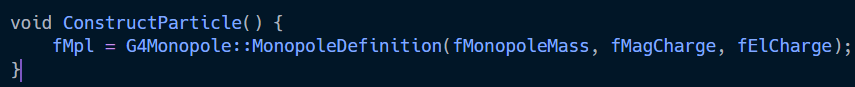 void ConstructParticle() {
    fMpl = G4Monopole::MonopoleDefinition(fMonopoleMass, fMagCharge, fElCharge);
}